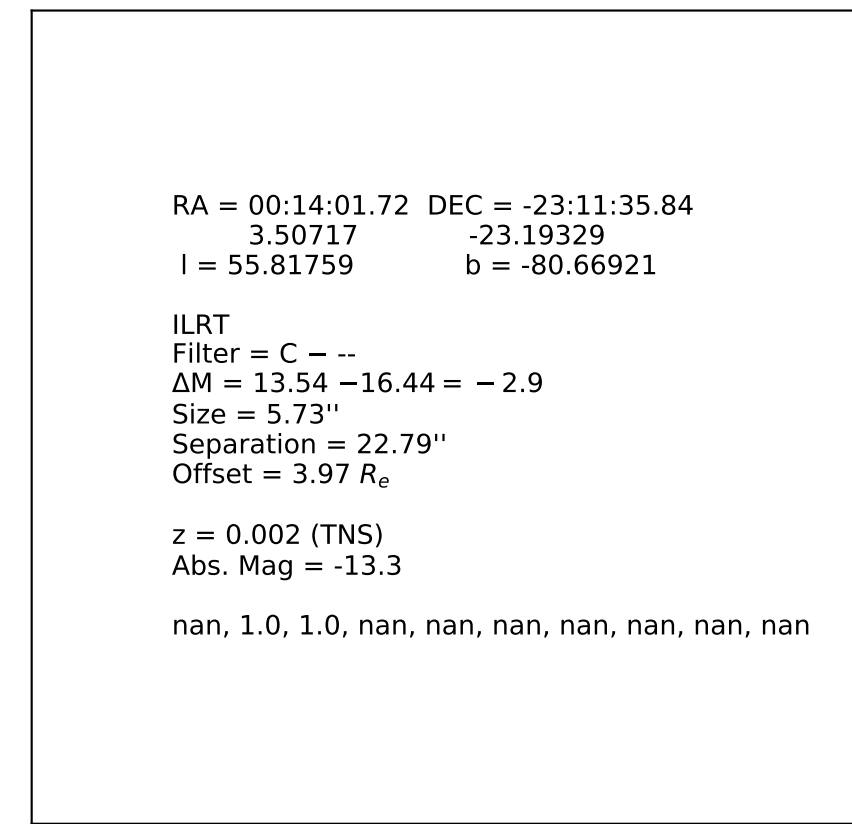 RA = 00:14:01.72  DEC = -23:11:35.84
3.50717  -23.19329
l = 55.81759  b = -80.66921
ILRT
Filter = C − --
ΔM = 13.54 −16.44 = − 2.9
Size = 5.73''
Separation = 22.79''
Offset = 3.97 Rₑ
z = 0.002 (TNS)
Abs. Mag = -13.3
nan, 1.0, 1.0, nan, nan, nan, nan, nan, nan, nan